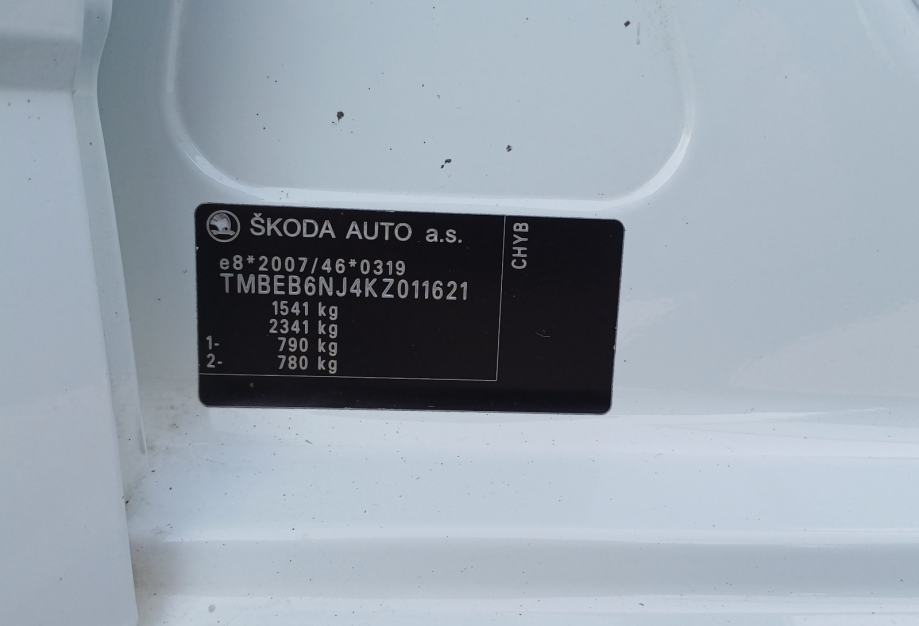 ŠKODA AUTO a.s.
e8*2007/46*0319
TMBEB6NJ4KZ011621
1541 kg
2341 kg
1- 790 kg
2- 780 kg
CHYB